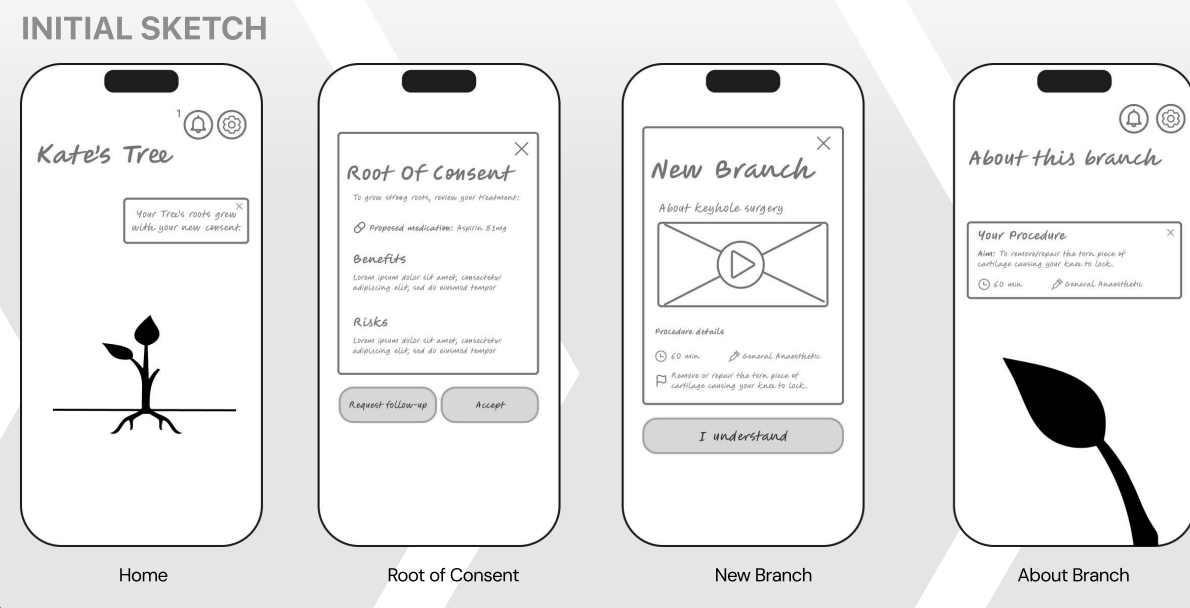 INITIAL SKETCH
1
Kate's Tree
Your Tree's roots grew
with your new consent.
Home
Root Of Consent
To grow strong roots, review your treatment:
Proposed medication: Aspirin 81mg
Benefits
Lorem ipsum dolor sit amet, consectetur
adipiscing elit, sed do eiusmod tempor
Risks
Lorem ipsum dolor sit amet, consectetur
adipiscing elit, sed do eiusmod tempor
Request follow-up
Accept
Root of Consent
New Branch
About keyhole surgery
Procedure details
60 min
General Anaesthetic
Remove or repair the torn piece of
cartilage causing your knee to lock.
I understand
New Branch
About this branch
Your Procedure
Aim: To remove/repair the torn piece of
cartilage causing your knee to lock.
60 min
General Anaesthetic
About Branch